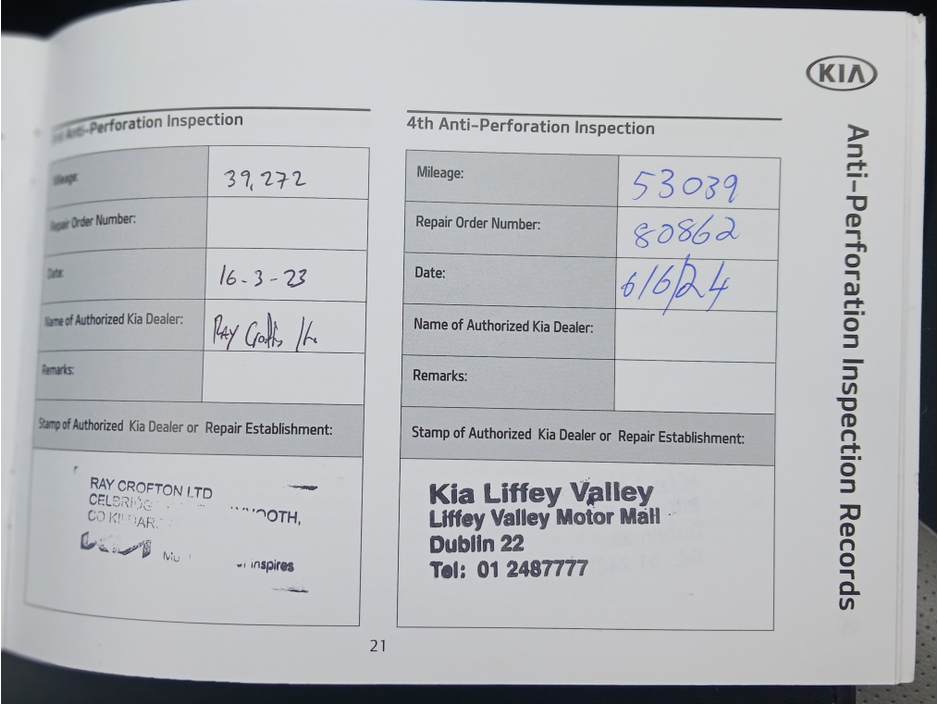 KIA
Anti-Perforation Inspection Records
Anti-Perforation Inspection
Mileage: 39,272
Repair Order Number:
Date: 16-3-23
Name of Authorized Kia Dealer: RAY
Remarks:
Stamp of Authorized Kia Dealer or Repair Establishment:
RAY CROFTON LTD
CO
inspires
4th Anti-Perforation Inspection
Mileage: 53039
Repair Order Number: 80862
Date: 6/6/24
Name of Authorized Kia Dealer:
Remarks:
Stamp of Authorized Kia Dealer or Repair Establishment:
Kia Liffey Valley
Liffey Valley Motor Mall
Dublin 22
Tel: 01 2487777
21